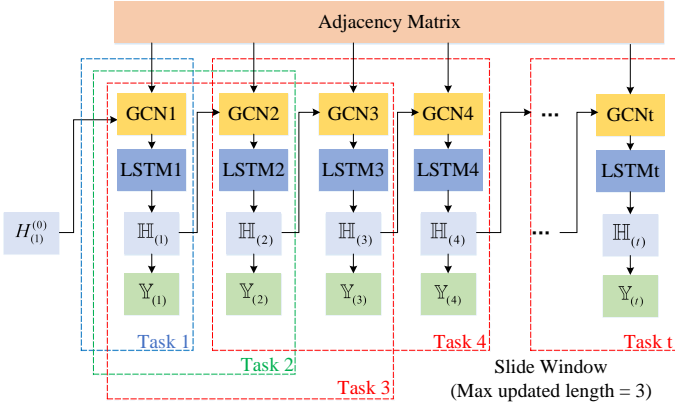 Adjacency Matrix
GCN1 GCN2 GCN3 GCN4 ... GCNt
LSTM1 LSTM2 LSTM3 LSTM4 LSTMt
H^{(0)}_{(1)} ℍ_{(1)} ℍ_{(2)} ℍ_{(3)} ℍ_{(4)} ... ℍ_{(t)}
𝕐_{(1)} 𝕐_{(2)} 𝕐_{(3)} 𝕐_{(4)} 𝕐_{(t)}
Task 1 Task 4 Task t
Task 2
Task 3
Slide Window
(Max updated length = 3)